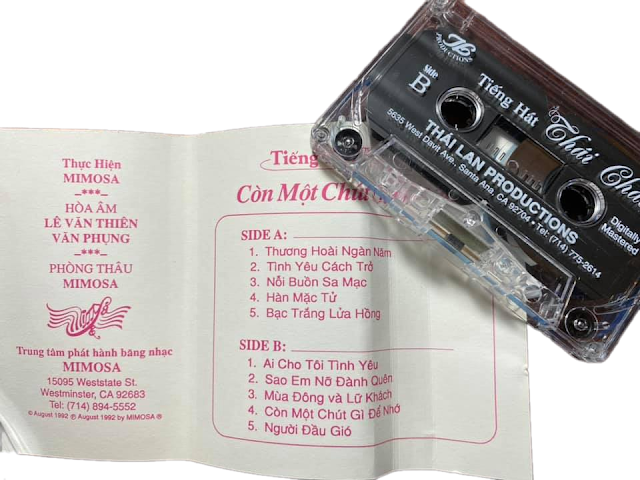 Thực Hiện
MIMOSA
–***–
HÒA ÂM
LÊ VĂN THIÊN
VĂN PHỤNG
–***–
PHÒNG THÂU
MIMOSA
Trung tâm phát hành băng nhạc
MIMOSA
15095 Weststate St.
Westminster, CA 92683
Tel: (714) 894-5552
© August 1992 ℗ August 1992 by MIMOSA ®
Tiếng
Còn Một Chút
SIDE A:
1. Thương Hoài Ngàn Năm
2. Tình Yêu Cách Trở
3. Nỗi Buồn Sa Mạc
4. Hàn Mặc Tử
5. Bạc Trắng Lửa Hồng
SIDE B:
1. Ai Cho Tôi Tình Yêu
2. Sao Em Nỡ Đành Quên
3. Mùa Đông và Lữ Khách
4. Còn Một Chút Gì Để Nhớ
5. Người Đầu Gió
Side
B
Tiếng Hát
Thái
THÁI LAN PRODUCTIONS
5635 West Davit Ave., Santa Ana, CA 92704 • Tel: (714) 775-2614
Digitally
Mastered